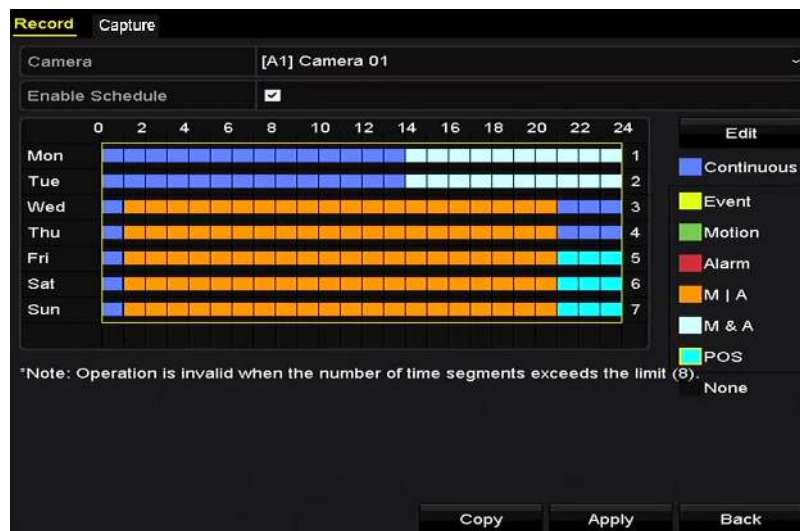 Record Capture
Camera [A1] Camera 01
Enable Schedule
0 2 4 6 8 10 12 14 16 18 20 22 24
Edit
Mon 1
Continuous
Tue 2
Wed 3
Event
Thu 4
Motion
Fri 5
Alarm
Sat 6
M | A
Sun 7
M & A
POS
*Note: Operation is invalid when the number of time segments exceeds the limit (8).
None
Copy Apply Back